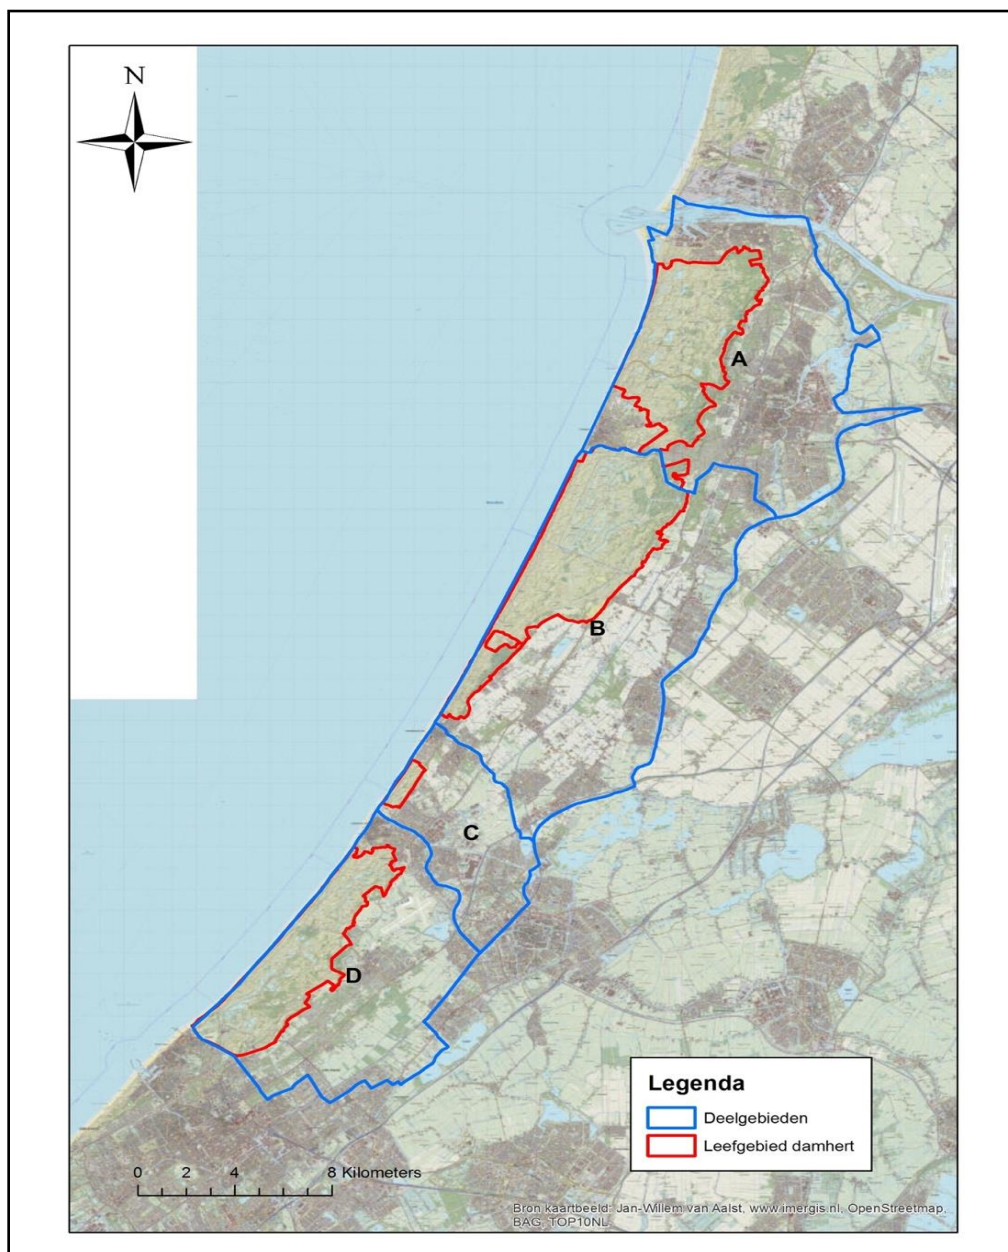 N
A
B
C
D
Legenda
Deelgebieden
Leefgebied damhert
0 2 4 8 Kilometers
Bron kaartbeeld: Jan-Willem van Aalst, www.imergis.nl, OpenStreetmap,
BAG, TOP10NL